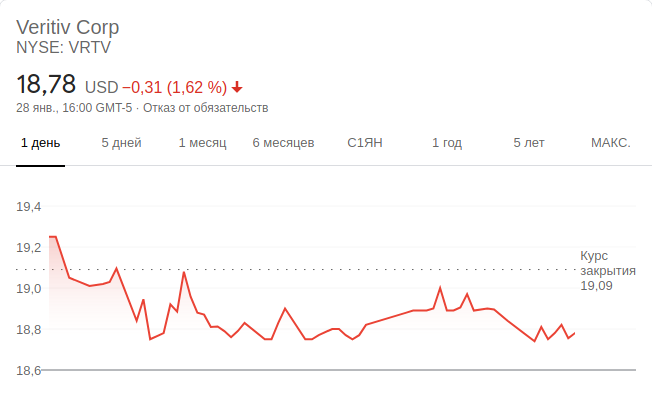 Veritiv Corp
NYSE: VRTV
18,78 USD −0,31 (1,62 %)
28 янв., 16:00 GMT-5 · Отказ от обязательств
1 день 5 дней 1 месяц 6 месяцев С1ЯН 1 год 5 лет МАКС.
19,4
19,2
19,0
18,8
18,6
Курс
закрытия
19,09